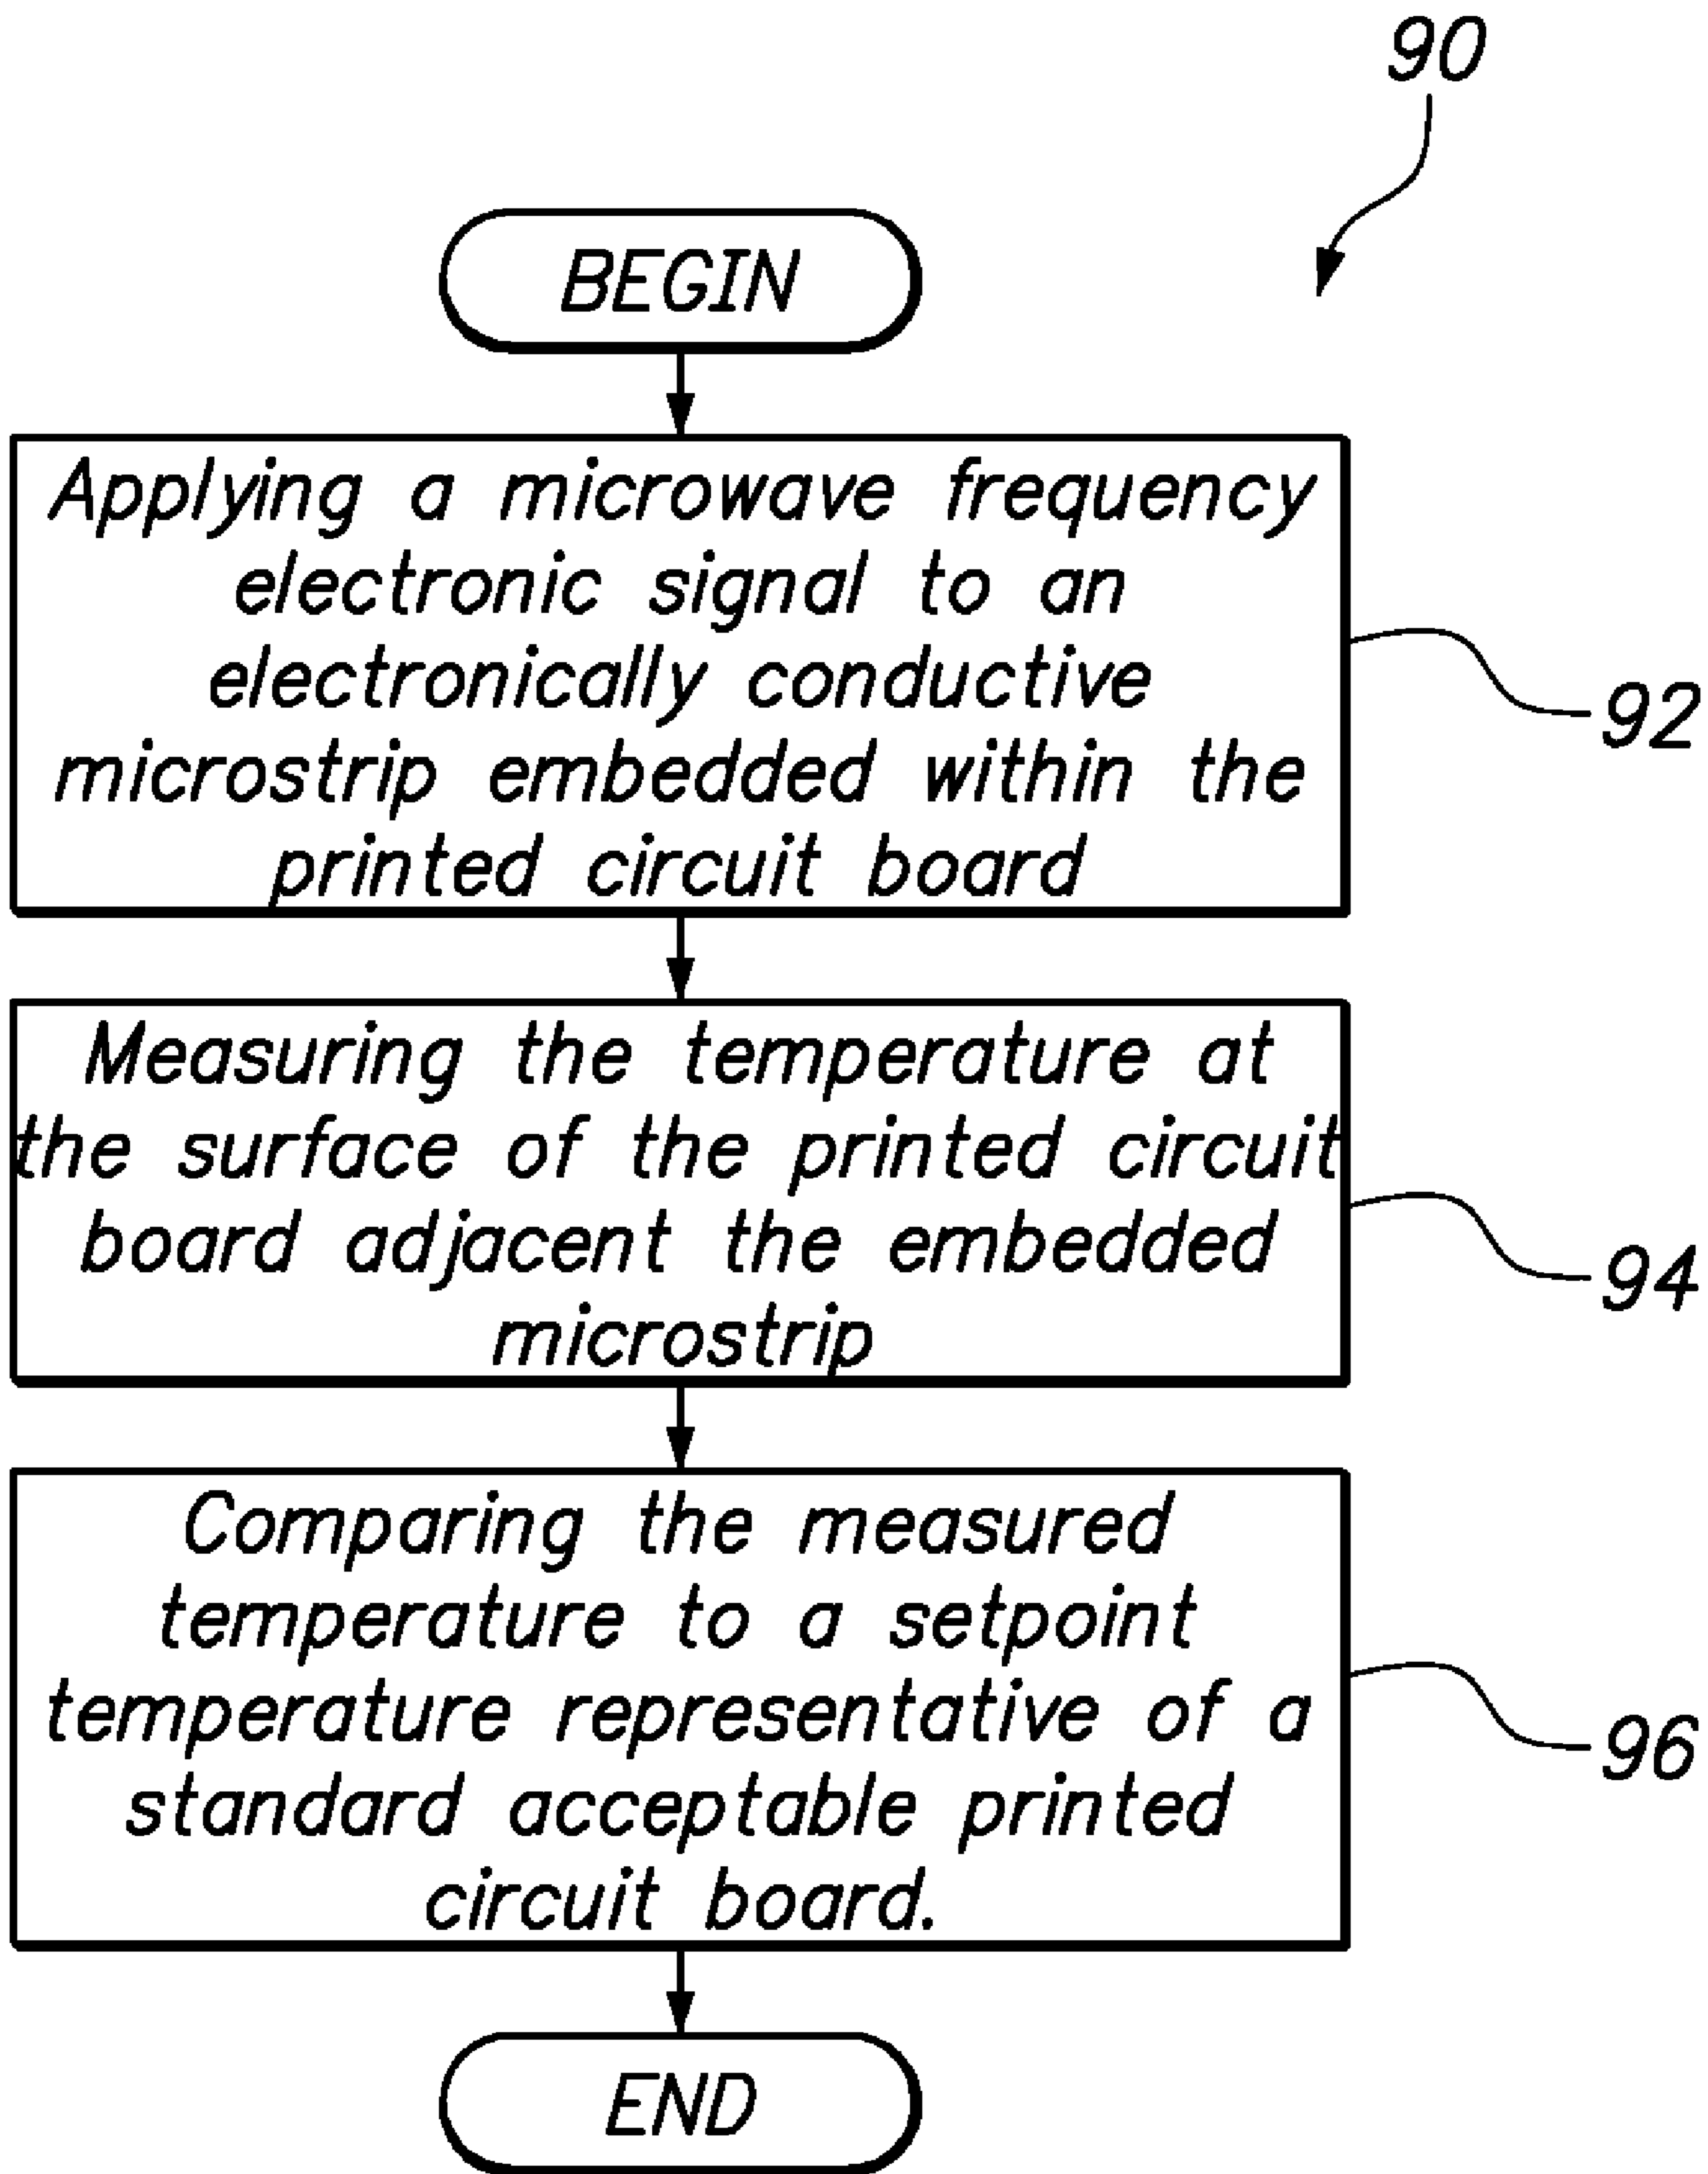 90
BEGIN
Applying a microwave frequency
electronic signal to an
electronically conductive
microstrip embedded within the
printed circuit board
92
Measuring the temperature at
the surface of the printed circuit
board adjacent the embedded
microstrip
94
Comparing the measured
temperature to a setpoint
temperature representative of a
standard acceptable printed
circuit board.
96
END